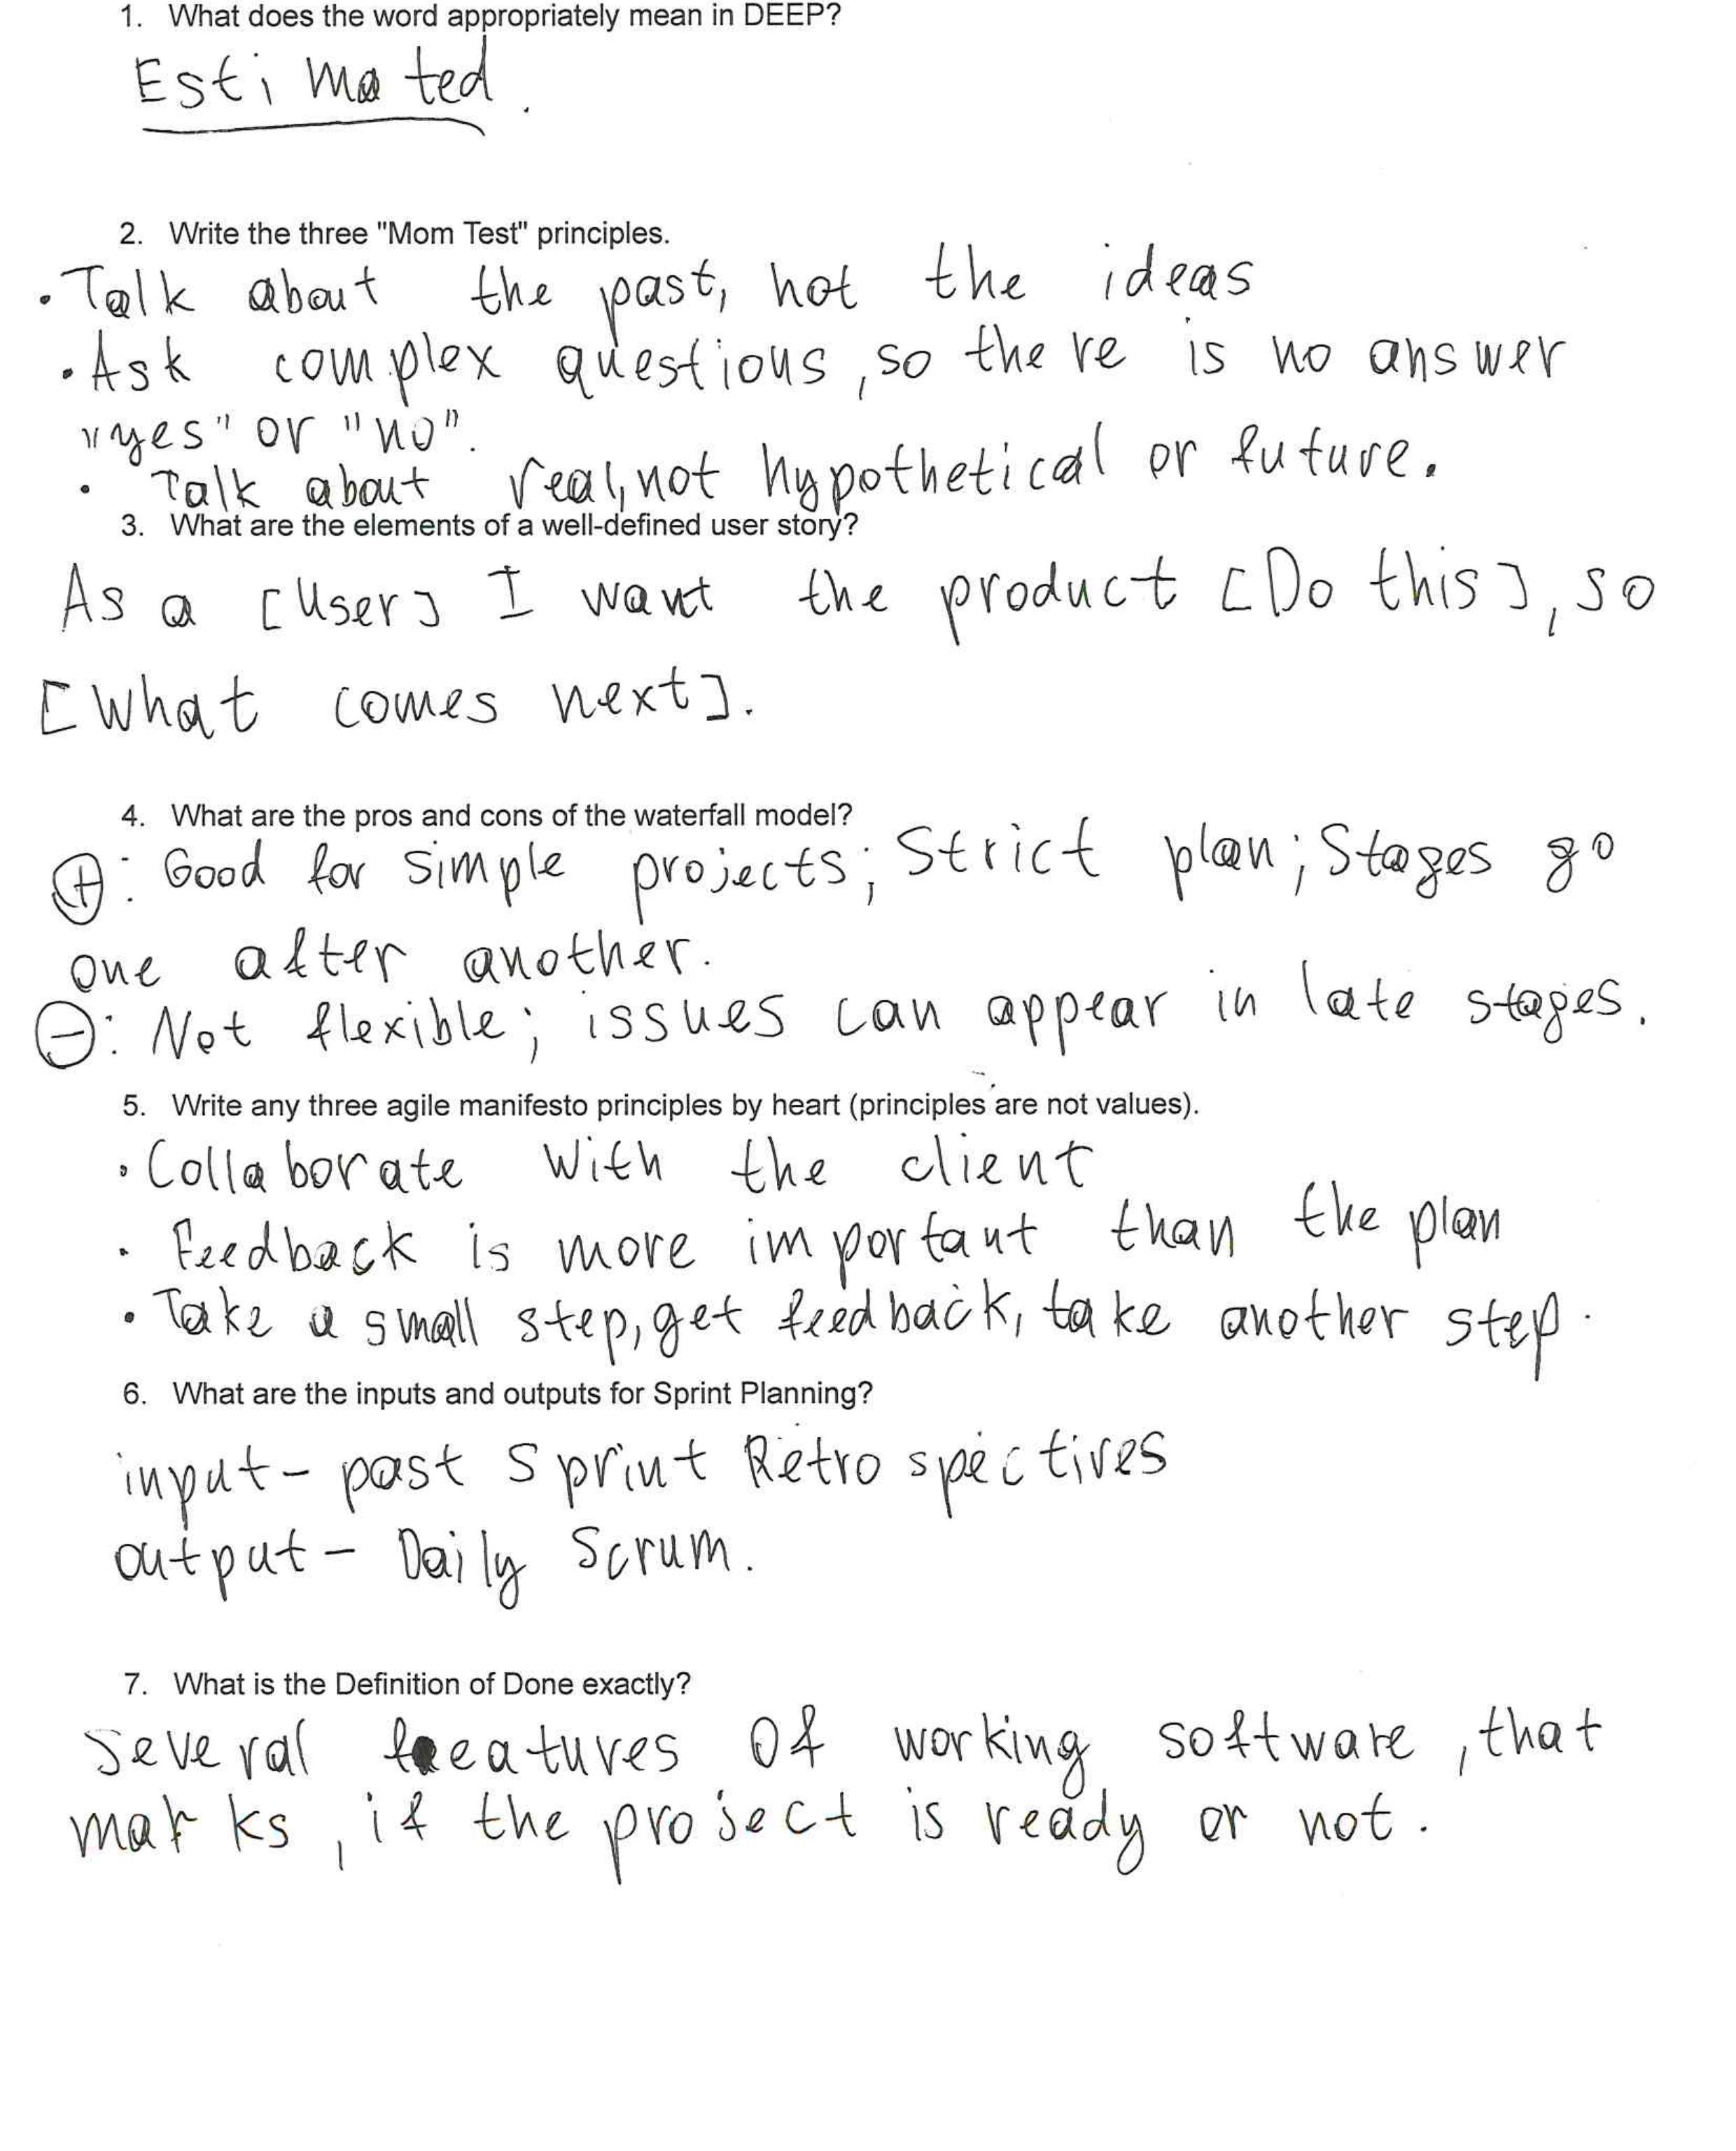 1. What does the word appropriately mean in DEEP?
Estimated.
2. Write the three "Mom Test" principles.
• Talk about the past, not the ideas
• Ask complex questions, so there is no answer
"yes" or "no".
• Talk about real, not hypothetical or future.
3. What are the elements of a well-defined user story?
As a [User] I want the product [Do this], so
[What comes next].
4. What are the pros and cons of the waterfall model?
+: Good for simple projects; Strict plan; Stages go
one after another.
-: Not flexible; issues can appear in late stages.
5. Write any three agile manifesto principles by heart (principles are not values).
• Collaborate with the client
• Feedback is more important than the plan
• Take a small step, get feedback, take another step.
6. What are the inputs and outputs for Sprint Planning?
input - past Sprint Retrospectives
output - Daily Scrum.
7. What is the Definition of Done exactly?
Several features of working software, that
marks, if the project is ready or not.